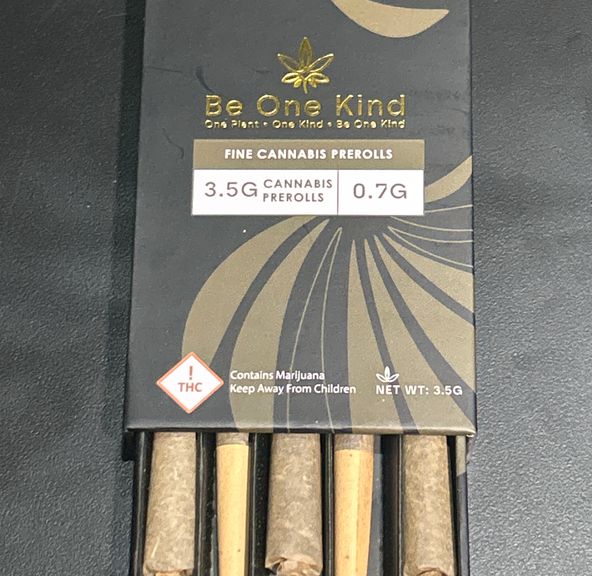 Be One Kind
One Plant • One Kind • Be One Kind
FINE CANNABIS PREROLLS
3.5G CANNABIS PREROLLS 0.7G
!
THC
Contains Marijuana
Keep Away From Children
NET WT: 3.5G